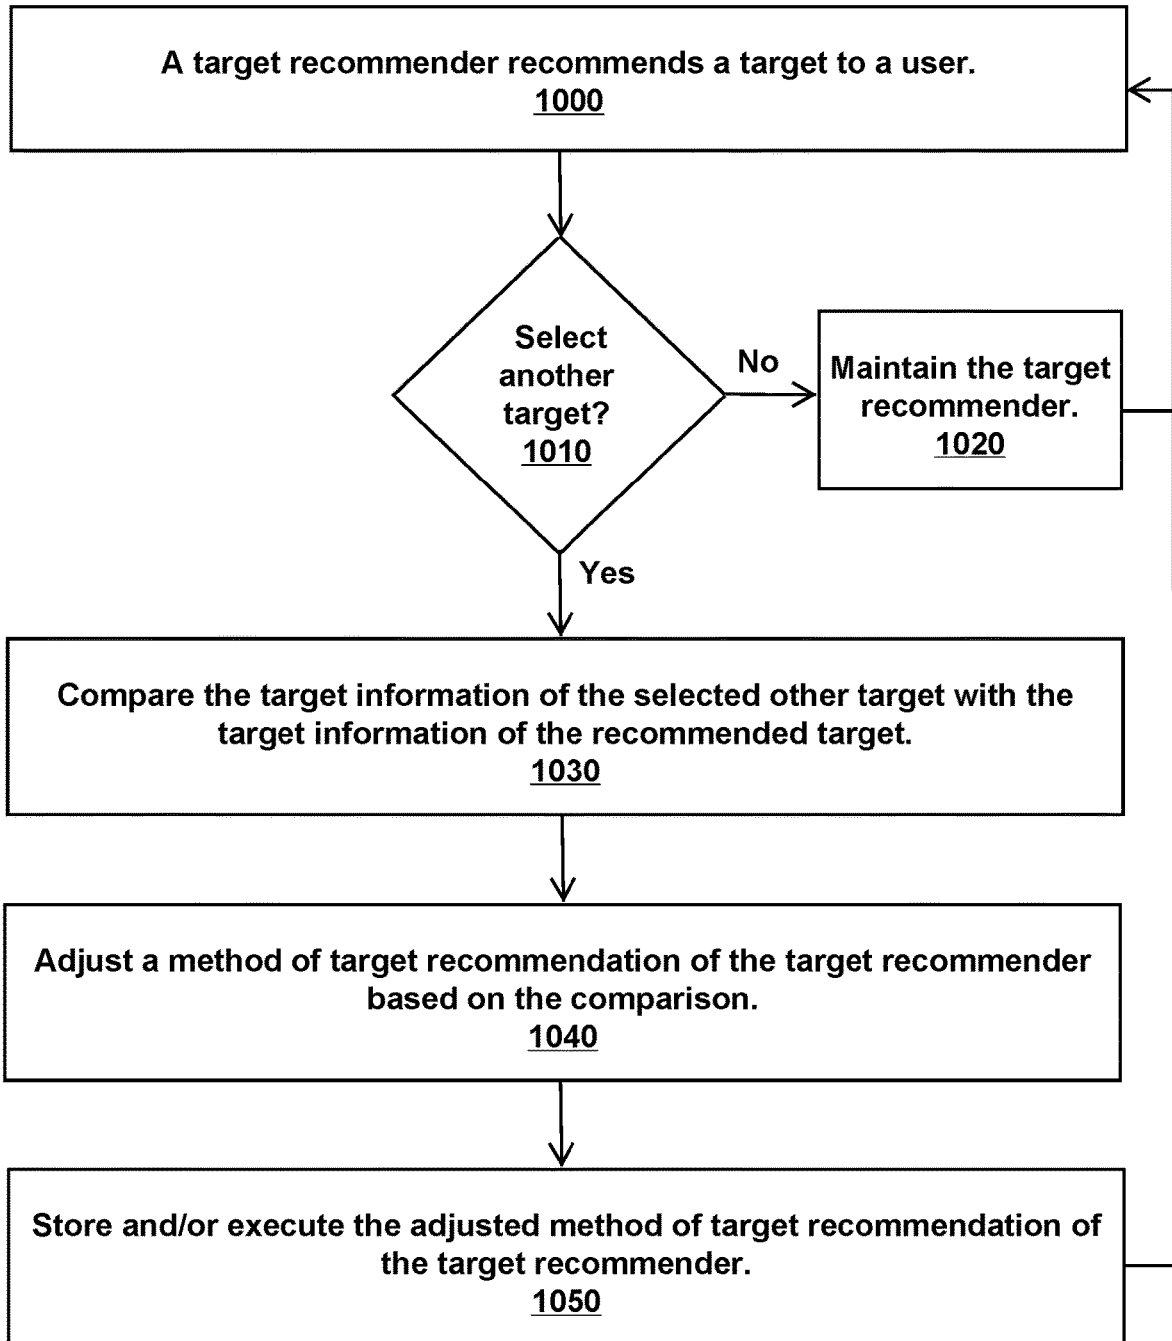 A target recommender recommends a target to a user.
1000
Select
another
target?
1010
No
Maintain the target
recommender.
1020
Yes
Compare the target information of the selected other target with the
target information of the recommended target.
1030
Adjust a method of target recommendation of the target recommender
based on the comparison.
1040
Store and/or execute the adjusted method of target recommendation of
the target recommender.
1050